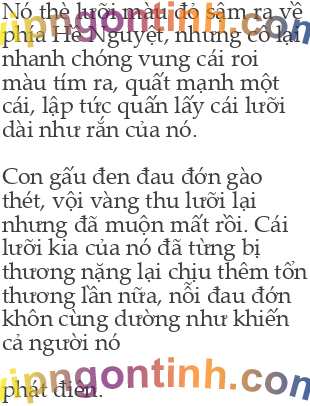 Nó thè lưỡi màu đỏ sậm ra về
phía Hề Nguyệt, nhưng cô lại
nhanh chóng vung cái roi
màu tím ra, quất mạnh một
cái, lập tức quấn lấy cái lưỡi
dài như rắn của nó.
Con gấu đen đau đớn gào
thét, vội vàng thu lưỡi lại
nhưng đã muộn mất rồi. Cái
lưỡi kia của nó đã từng bị
thương nặng lại chịu thêm tổn
thương lần nữa, nỗi đau đớn
khôn cùng dường như khiến
cả người nó
phát điên.
vipngontinh.com
vipngontinh.com